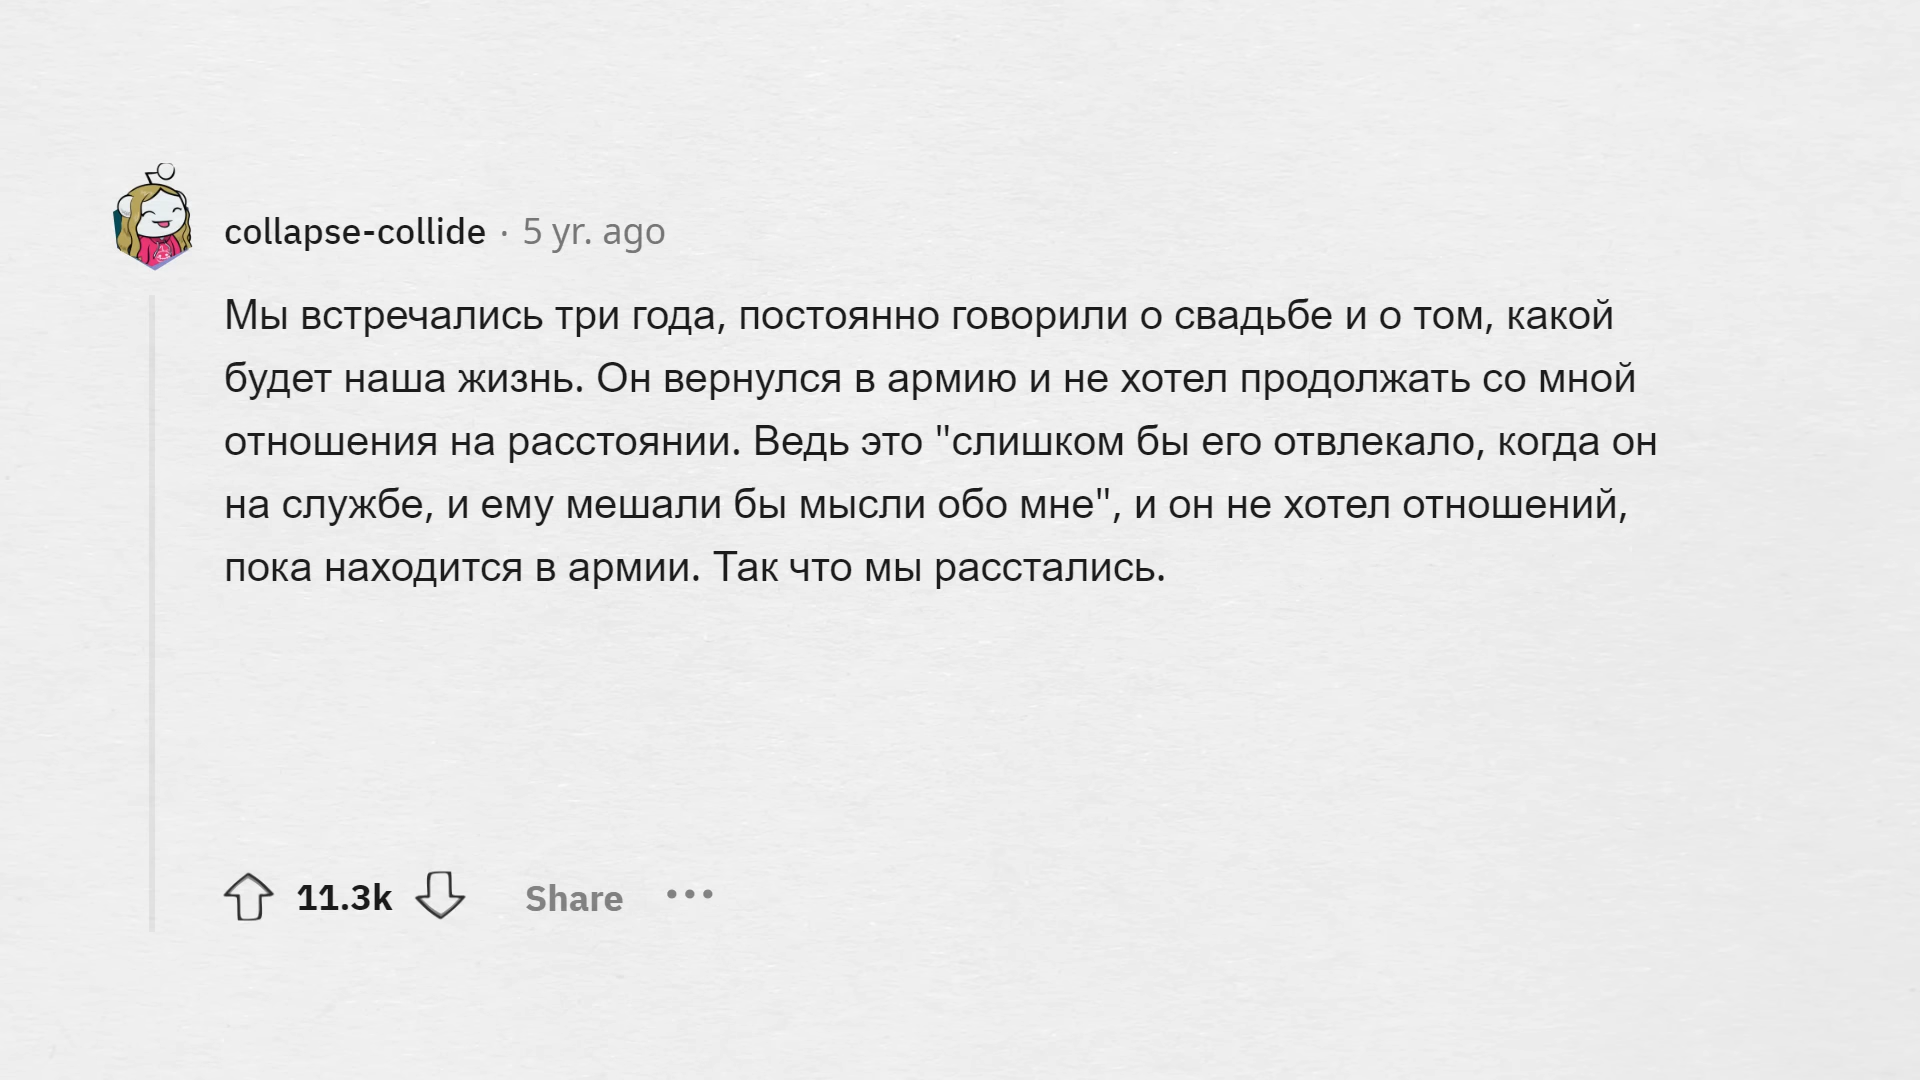 collapse-collide · 5 yr. ago
Мы встречались три года, постоянно говорили о свадьбе и о том, какой
будет наша жизнь. Он вернулся в армию и не хотел продолжать со мной
отношения на расстоянии. Ведь это "слишком бы его отвлекало, когда он
на службе, и ему мешали бы мысли обо мне", и он не хотел отношений,
пока находится в армии. Так что мы расстались.
11.3k Share •••